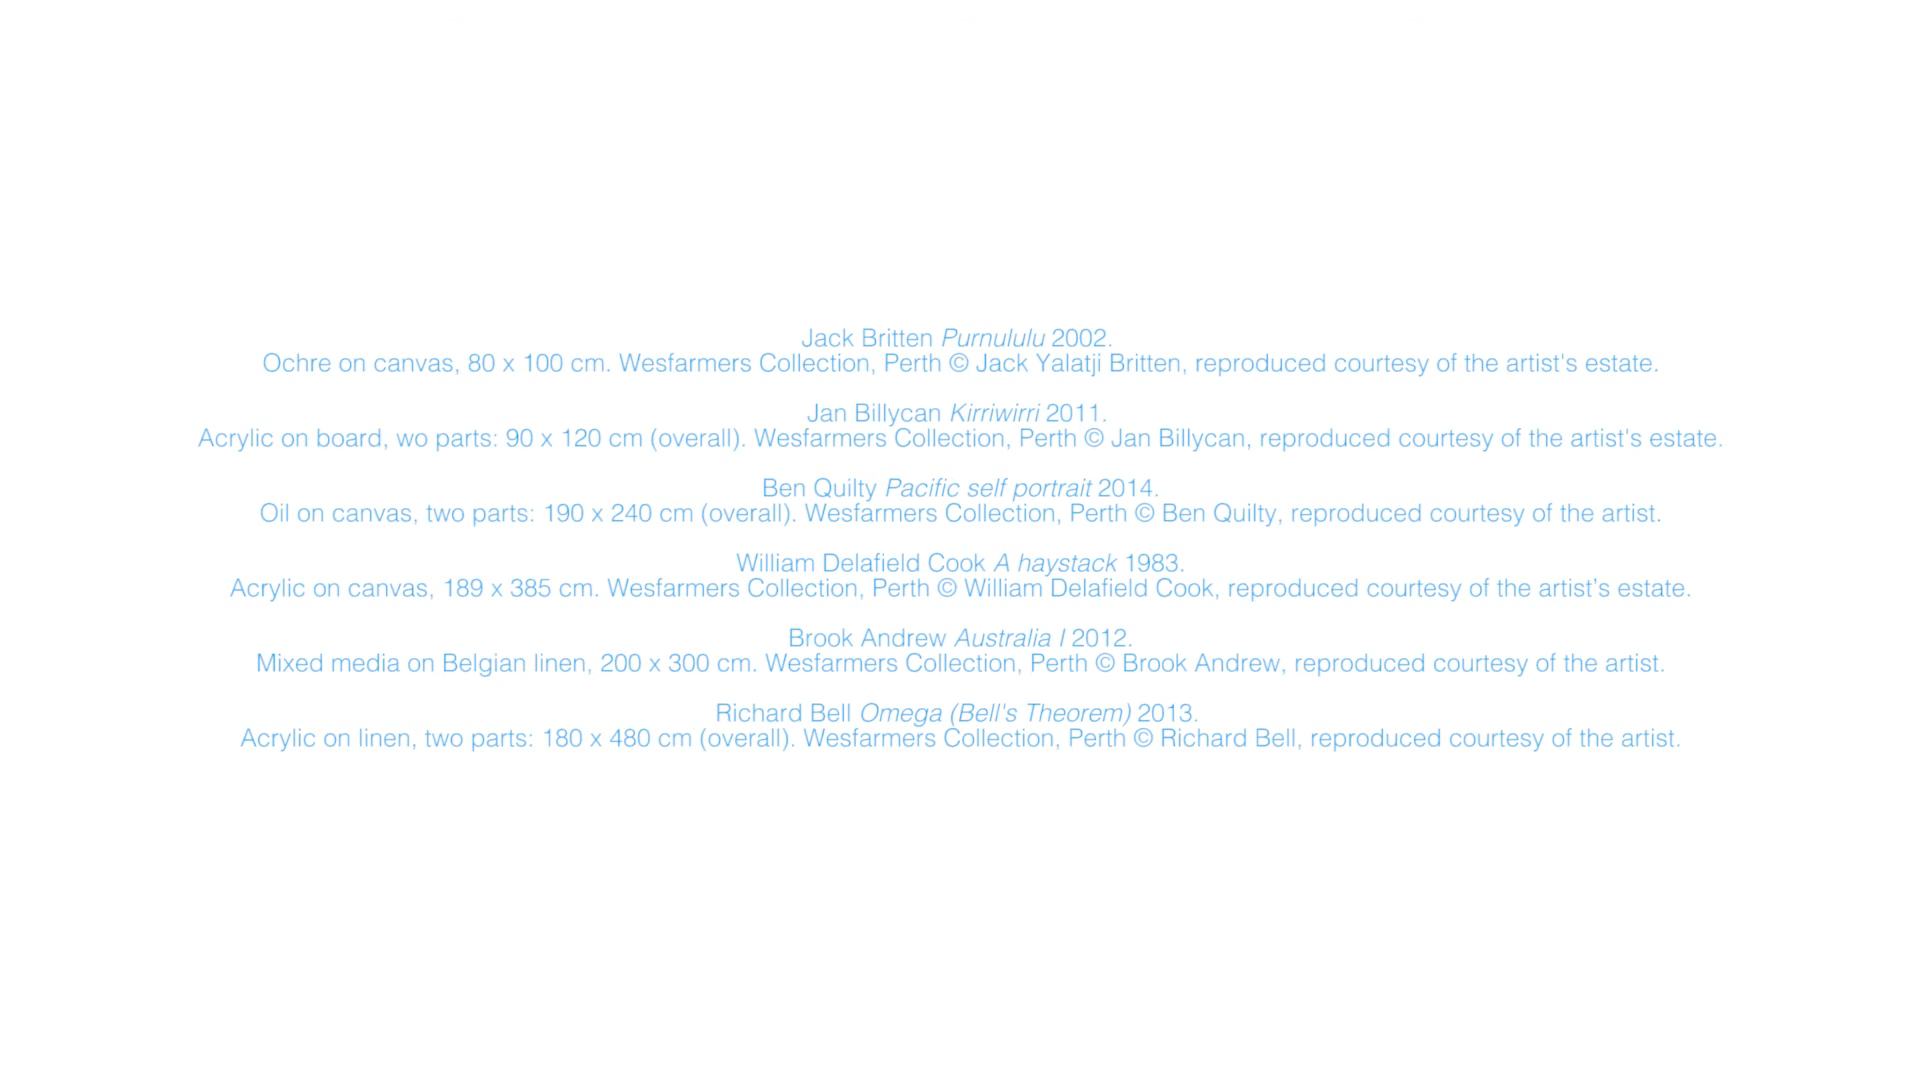 Jack Britten Purnululu 2002.
Ochre on canvas, 80 x 100 cm. Wesfarmers Collection, Perth © Jack Yalatji Britten, reproduced courtesy of the artist's estate.
Jan Billycan Kirriwirri 2011.
Acrylic on board, wo parts: 90 x 120 cm (overall). Wesfarmers Collection, Perth © Jan Billycan, reproduced courtesy of the artist's estate.
Ben Quilty Pacific self portrait 2014.
Oil on canvas, two parts: 190 x 240 cm (overall). Wesfarmers Collection, Perth © Ben Quilty, reproduced courtesy of the artist.
William Delafield Cook A haystack 1983.
Acrylic on canvas, 189 x 385 cm. Wesfarmers Collection, Perth © William Delafield Cook, reproduced courtesy of the artist’s estate.
Brook Andrew Australia I 2012.
Mixed media on Belgian linen, 200 x 300 cm. Wesfarmers Collection, Perth © Brook Andrew, reproduced courtesy of the artist.
Richard Bell Omega (Bell's Theorem) 2013.
Acrylic on linen, two parts: 180 x 480 cm (overall). Wesfarmers Collection, Perth © Richard Bell, reproduced courtesy of the artist.